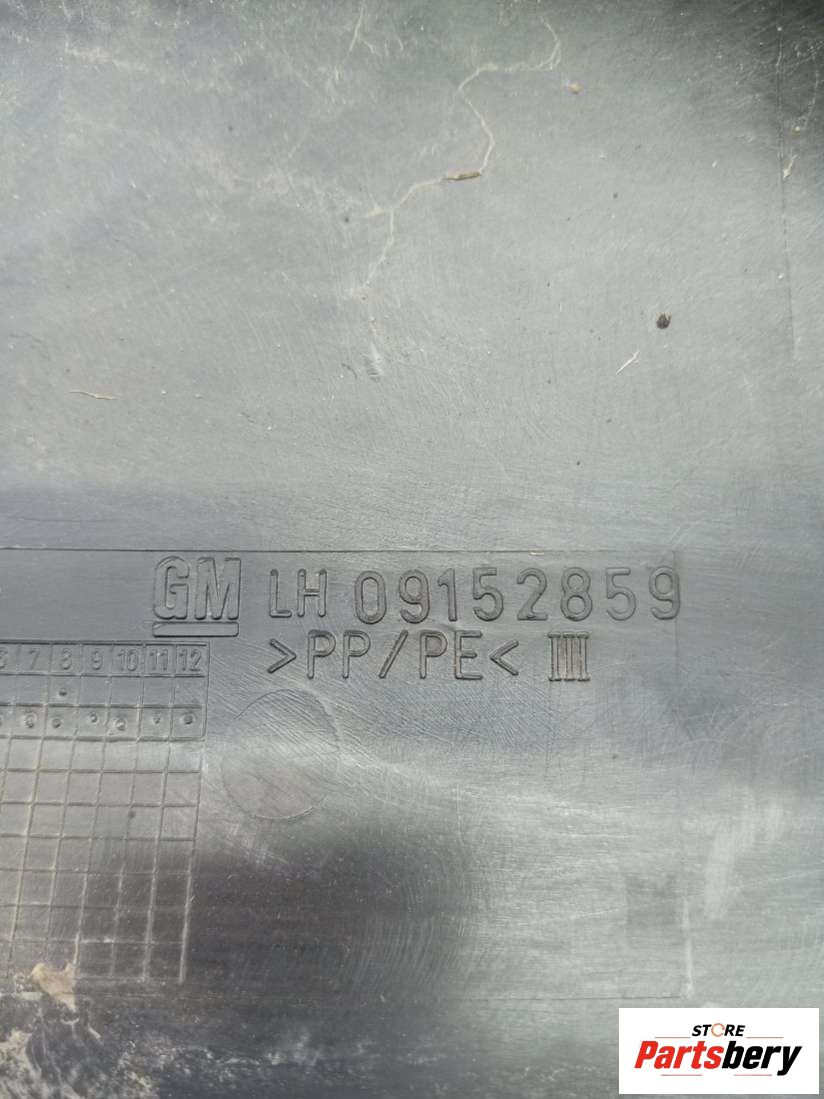 GM LH 09152859
>PP/PE< III
7 8 9 10 11 12
STORE
Partsbery